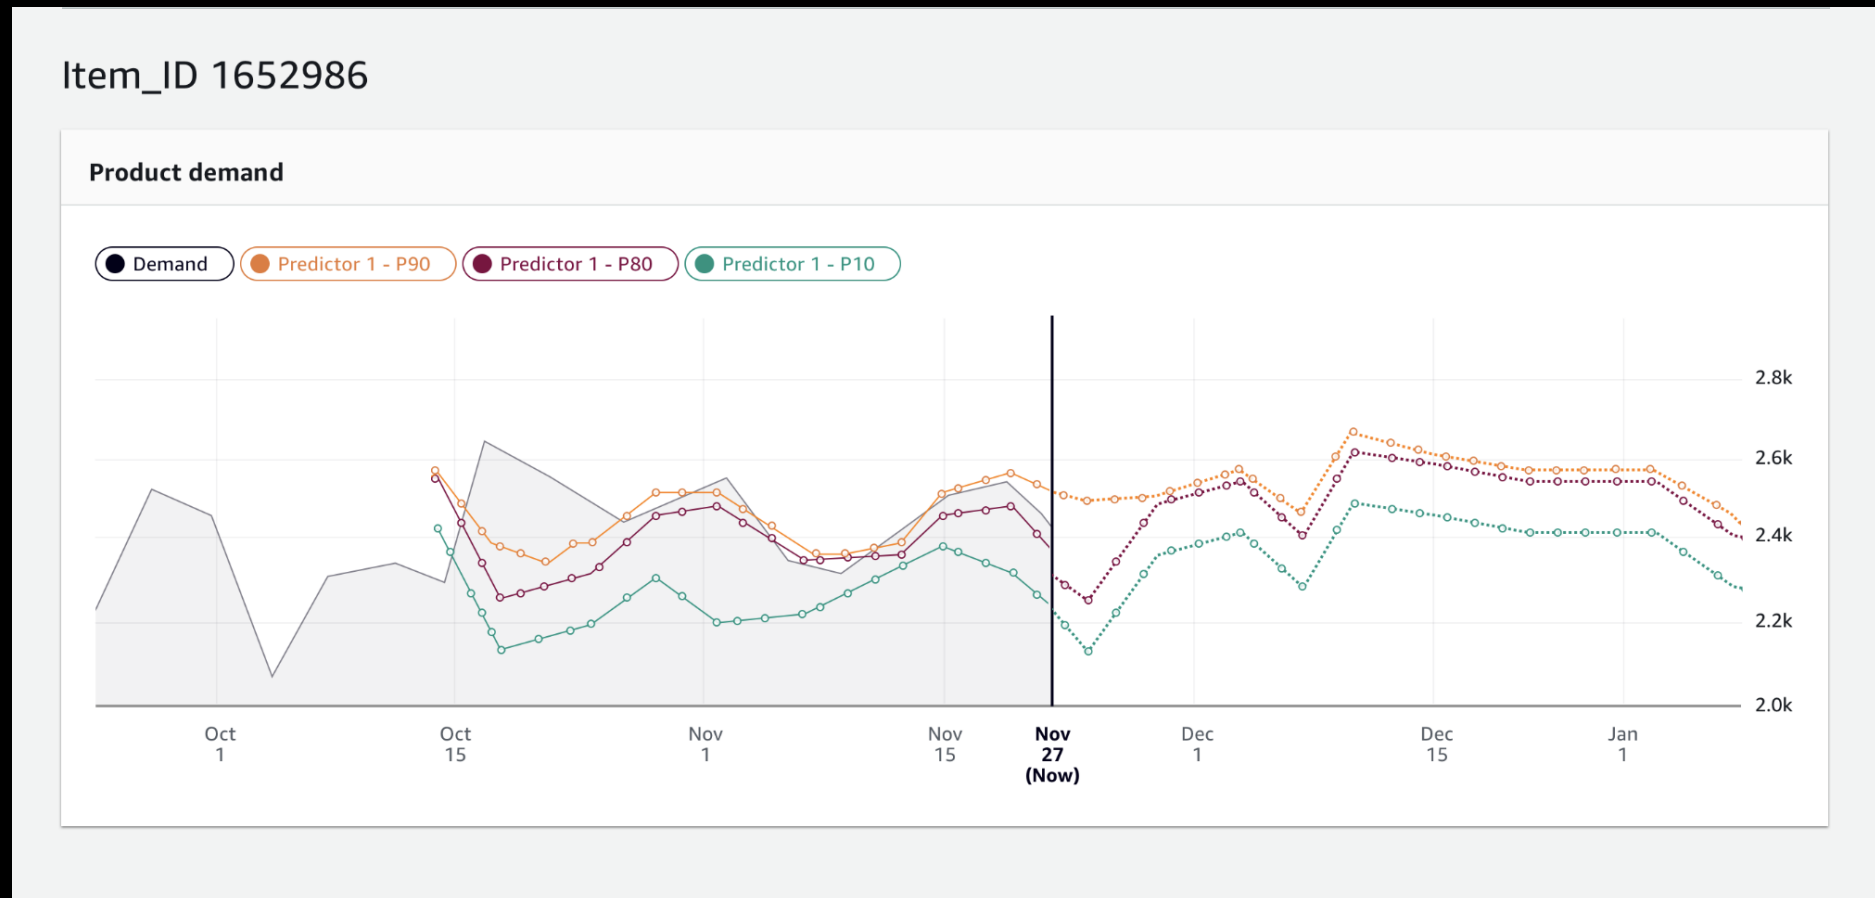 Item_ID 1652986
Product demand
Demand
Predictor 1 - P90
Predictor 1 - P80
Predictor 1 - P10
2.8k
2.6k
2.4k
2.2k
2.0k
Oct
1
Oct
15
Nov
1
Nov
15
Nov
27
(Now)
Dec
1
Dec
15
Jan
1